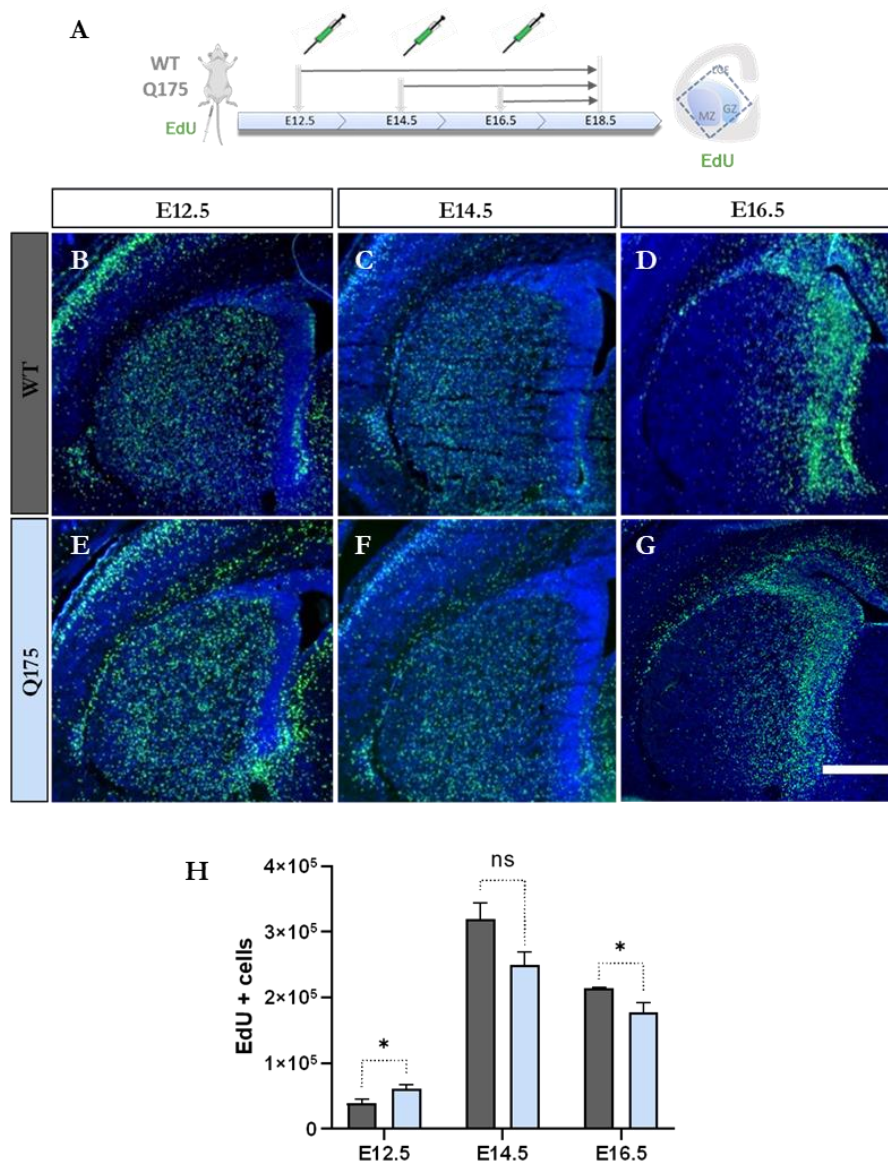 A
WT
Q175
EdU
E12.5 E14.5 E16.5 E18.5
LGE
MZ GZ
EdU
E12.5 E14.5 E16.5
WT
B C D
Q175
E F G
H
EdU + cells
4×10⁵
3×10⁵
2×10⁵
1×10⁵
0
ns
*
*
E12.5 E14.5 E16.5